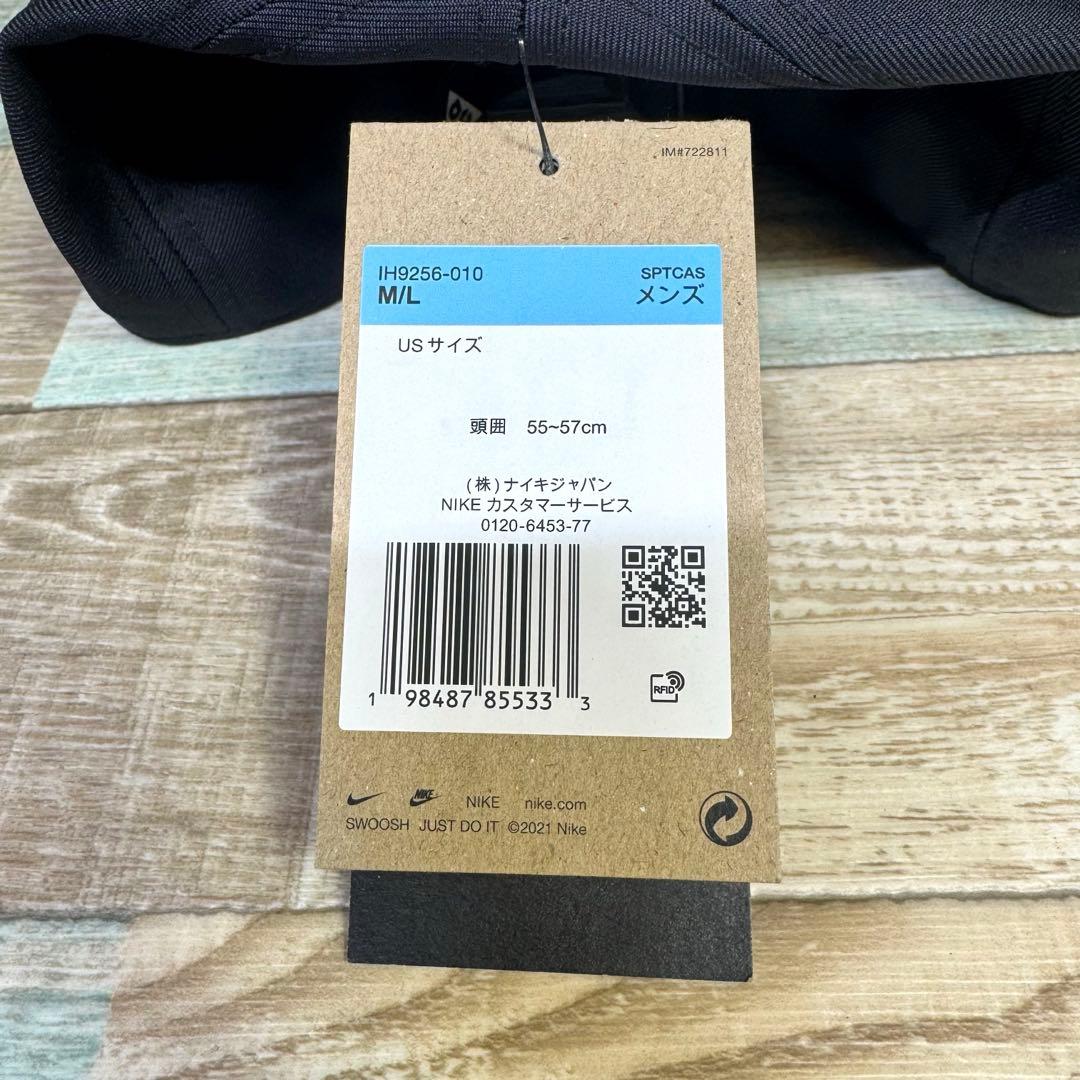 IM#722811
IH9256-010
SPTCAS
M/L
メンズ
US サイズ
頭囲 55~57cm
(株)ナイキジャパン
NIKE カスタマーサービス
0120-6453-77
RFID
1 98487 85533 3
NIKE NIKE nike.com
SWOOSH JUST DO IT ©2021 Nike